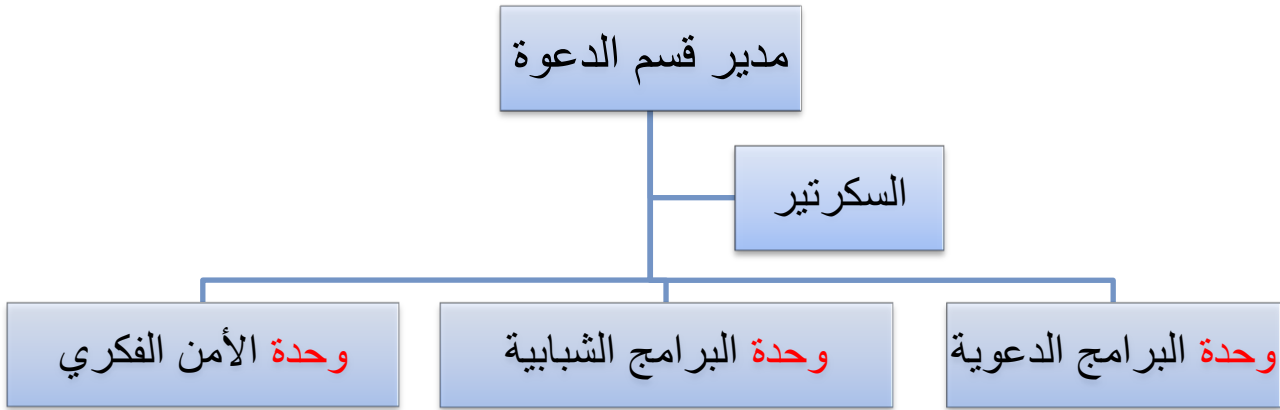 مدير قسم الدعوة
السكرتير
وحدة البرامج الدعوية
وحدة البرامج الشبابية
وحدة الأمن الفكري